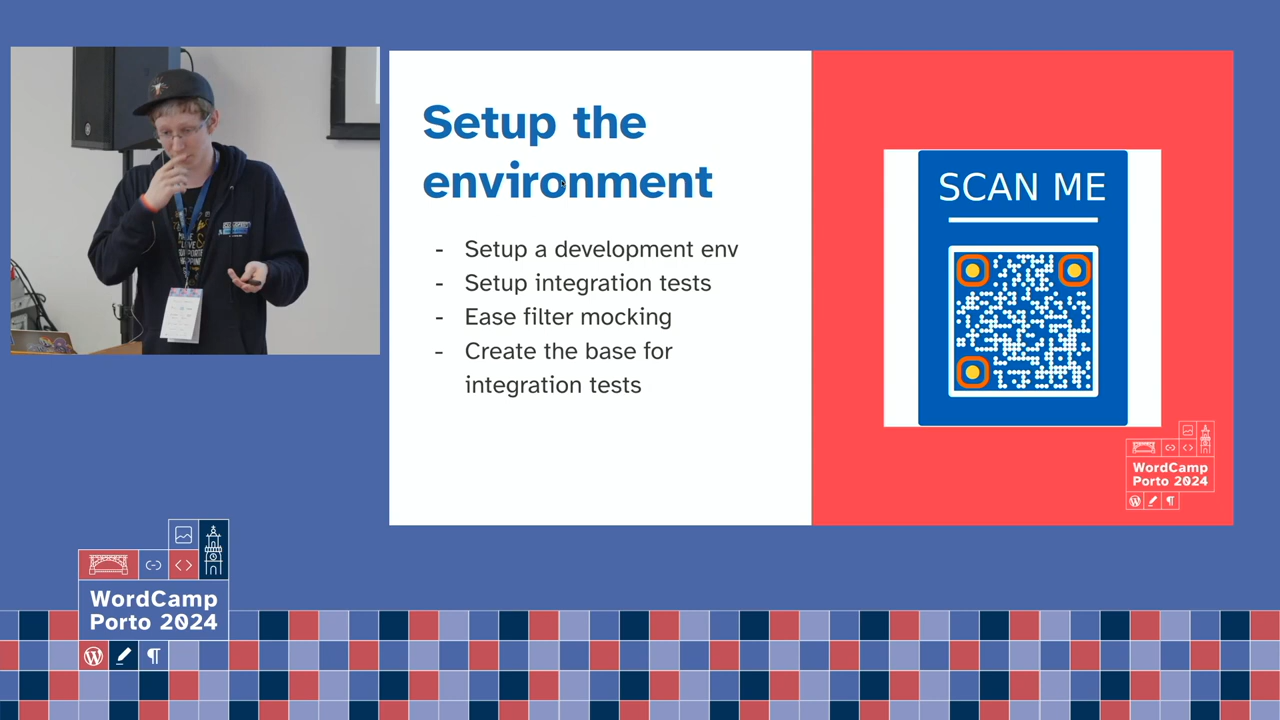 Setup the
environment
- Setup a development env
- Setup integration tests
- Ease filter mocking
- Create the base for
integration tests
SCAN ME
WordCamp
Porto 2024
WordCamp
Porto 2024